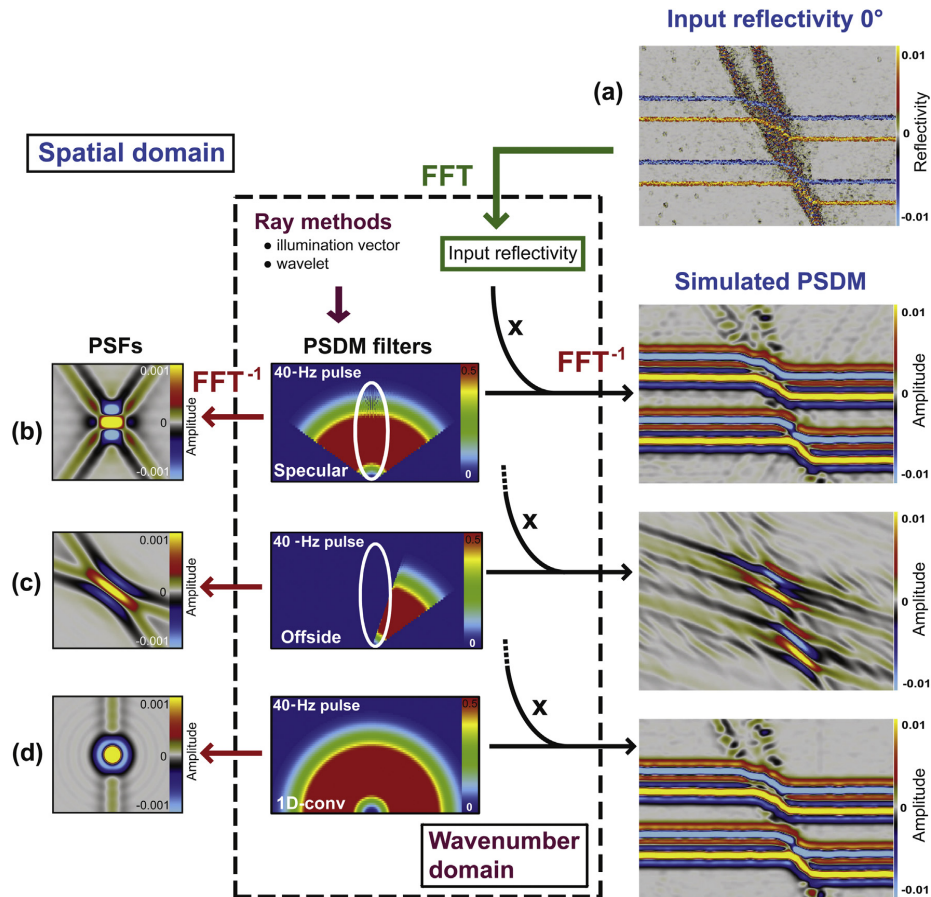 Input reflectivity 0°
(a)
0.01
0
-0.01
Reflectivity
Spatial domain
FFT
Ray methods
● illumination vector
● wavelet
Input reflectivity
Simulated PSDM
PSFs
PSDM filters
x
FFT⁻¹
FFT⁻¹
(b)
0.001
0
-0.001
Amplitude
40-Hz pulse
Specular
0.5
0
0.01
0
-0.01
Amplitude
(c)
0.001
0
-0.001
Amplitude
40 -Hz pulse
Offside
0.5
0
x
0.01
0
-0.01
Amplitude
(d)
0.001
0
-0.001
Amplitude
40-Hz pulse
1D-conv
0.5
0
x
0.01
0
-0.01
Amplitude
Wavenumber
domain